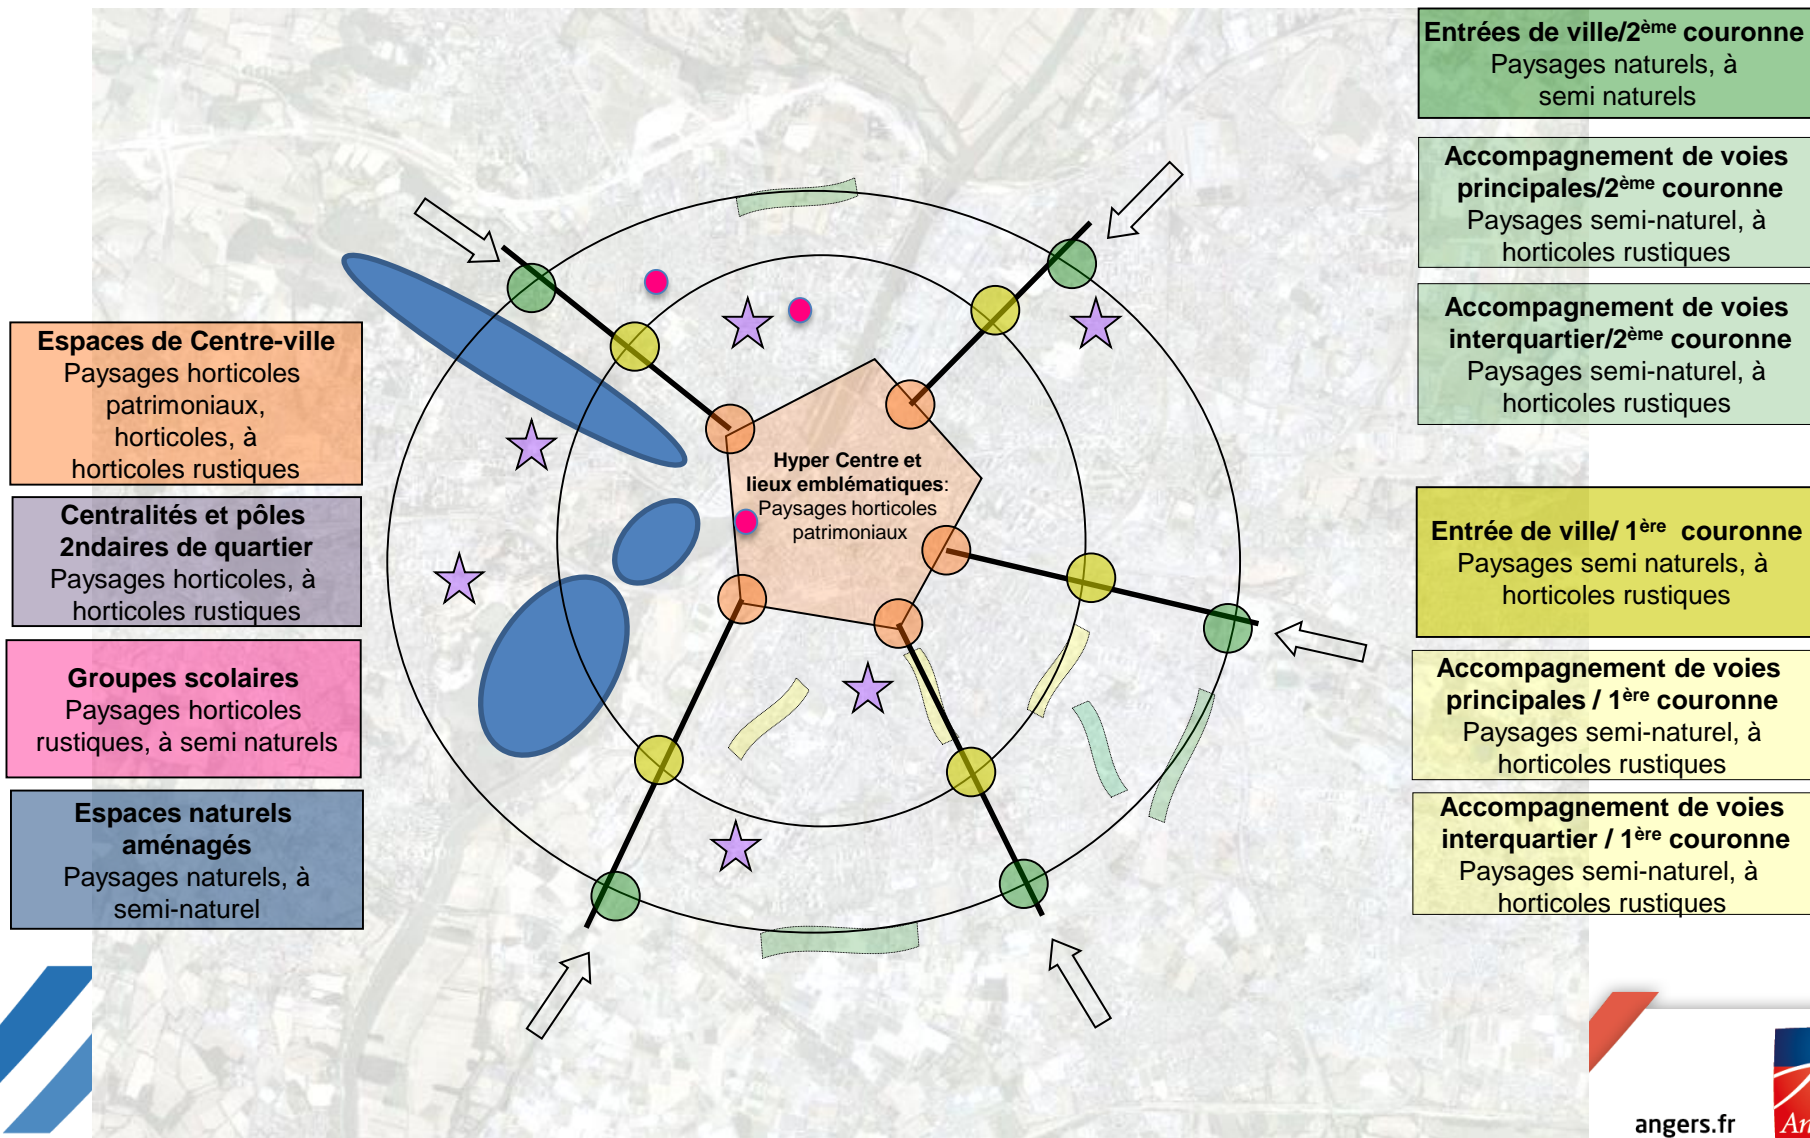 Espaces de Centre-ville
Paysages horticoles
patrimoniaux,
horticoles, à
horticoles rustiques
Centralités et pôles
2ndaires de quartier
Paysages horticoles, à
horticoles rustiques
Groupes scolaires
Paysages horticoles
rustiques, à semi naturels
Espaces naturels
aménagés
Paysages naturels, à
semi-naturel
Hyper Centre et
lieux emblématiques:
Paysages horticoles
patrimoniaux
Entrées de ville/2ème couronne
Paysages naturels, à
semi naturels
Accompagnement de voies
principales/2ème couronne
Paysages semi-naturel, à
horticoles rustiques
Accompagnement de voies
interquartier/2ème couronne
Paysages semi-naturel, à
horticoles rustiques
Entrée de ville/ 1ère couronne
Paysages semi naturels, à
horticoles rustiques
Accompagnement de voies
principales / 1ère couronne
Paysages semi-naturel, à
horticoles rustiques
Accompagnement de voies
interquartier / 1ère couronne
Paysages semi-naturel, à
horticoles rustiques
angers.fr